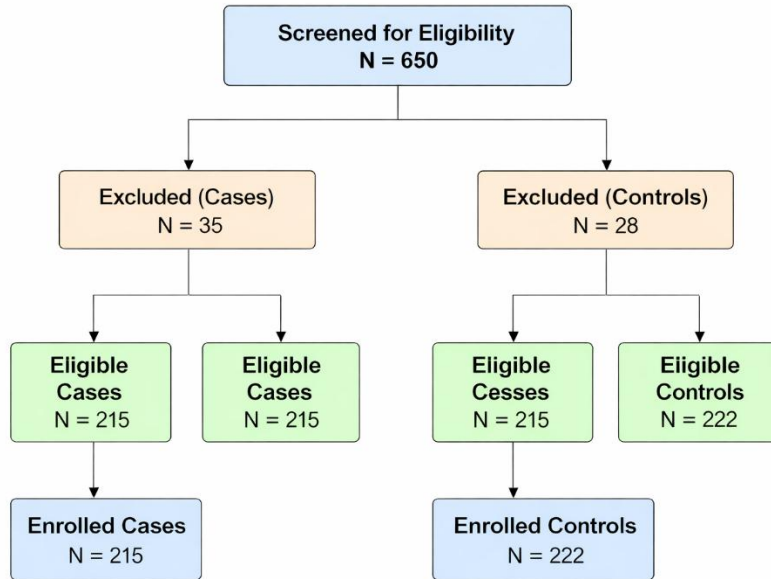 Screened for Eligibility
N = 650
Excluded (Cases)
N = 35
Excluded (Controls)
N = 28
Eligible
Cases
N = 215
Eligible
Cases
N = 215
Eligible
Cesses
N = 215
Eiigible
Controls
N = 222
Enrolled Cases
N = 215
Enrolled Controls
N = 222